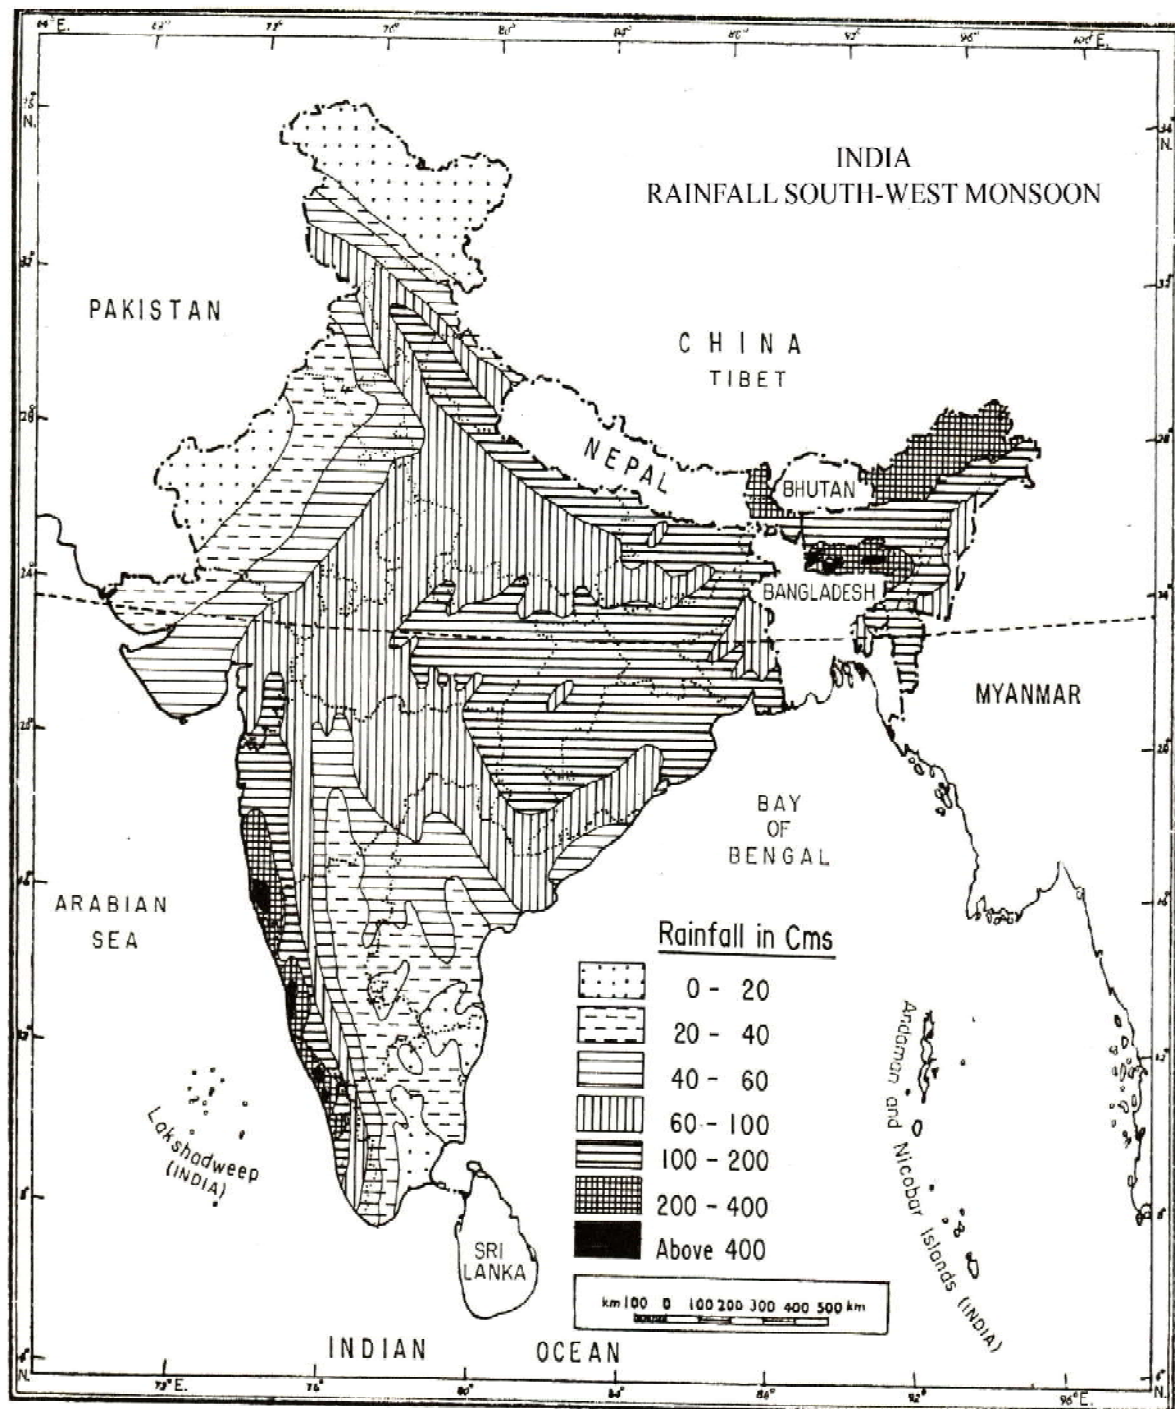 INDIA
RAINFALL SOUTH-WEST MONSOON
PAKISTAN
CHINA
TIBET
NEPAL
BHUTAN
BANGLADESH
MYANMAR
BAY
OF
BENGAL
ARABIAN
SEA
Rainfall in Cms
0 - 20
20 - 40
40 - 60
60 - 100
100 - 200
200 - 400
Above 400
km 100 0 100 200 300 400 500 km
Lakshadweep
(INDIA)
Andaman and Nicobar Islands (INDIA)
SRI
LANKA
INDIAN OCEAN